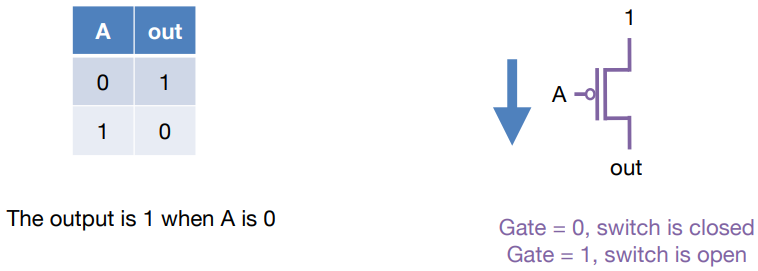 A out
0 1
1 0
The output is 1 when A is 0
1
A
out
Gate = 0, switch is closed
Gate = 1, switch is open